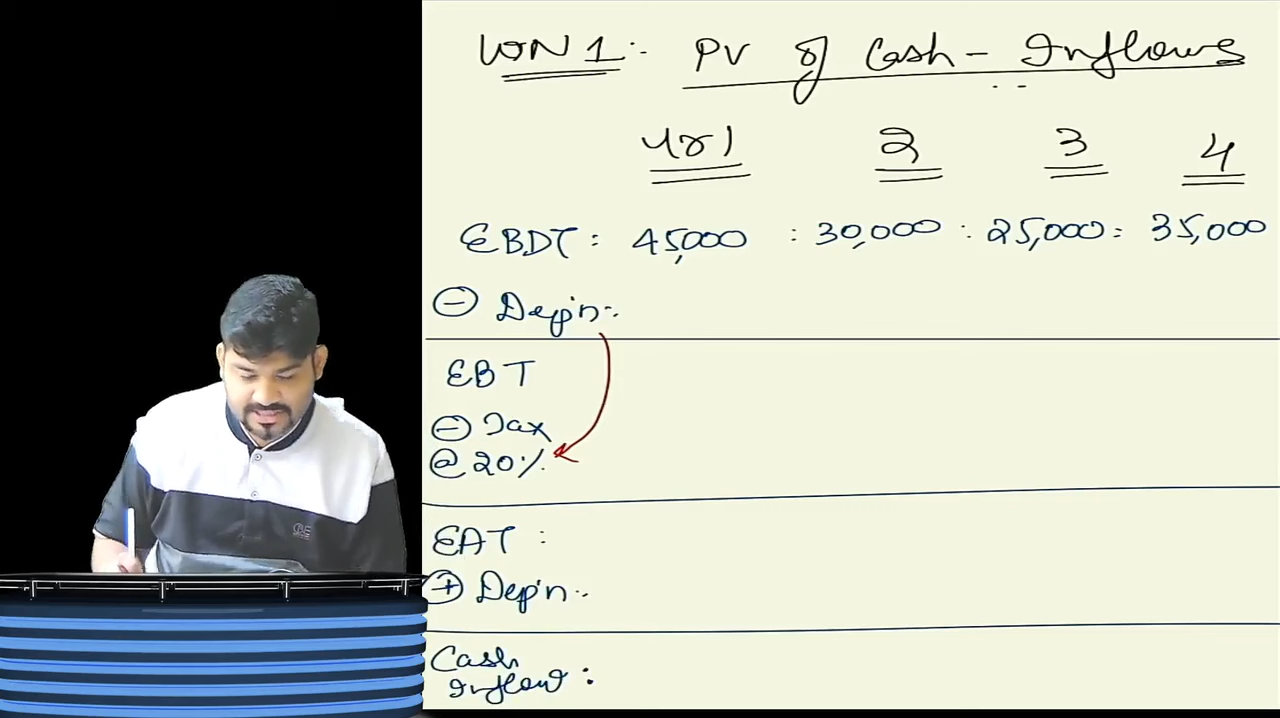 WN 1:- PV of Cash-Inflows
Yr 1 2 3 4
EBDT : 45,000 : 30,000 : 25,000 : 35,000
(-) Dep'n:-
EBT
(-) Tax
@ 20%.
EAT :
(+) Dep'n:-
Cash
Inflow :